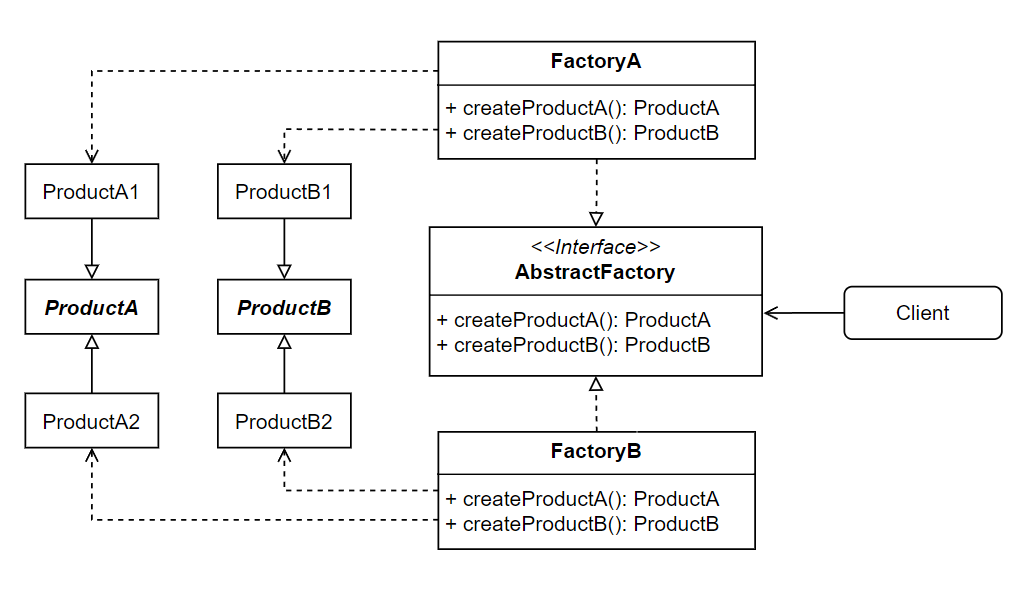 FactoryA
+ createProductA(): ProductA
+ createProductB(): ProductB
ProductA1
ProductB1
<<Interface>>
AbstractFactory
+ createProductA(): ProductA
+ createProductB(): ProductB
ProductA
ProductB
Client
ProductA2
ProductB2
FactoryB
+ createProductA(): ProductA
+ createProductB(): ProductB